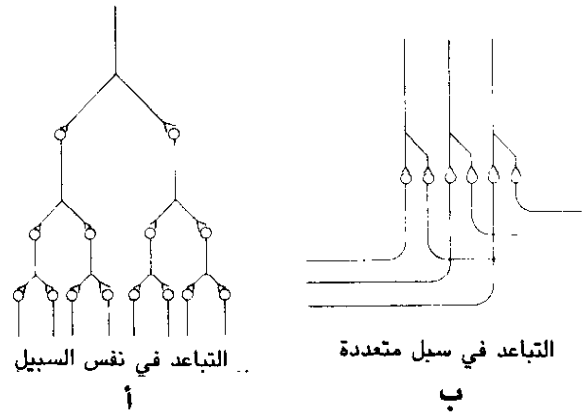 التباعد في سبل متعددة
ب
التباعد في نفس السبيل
أ